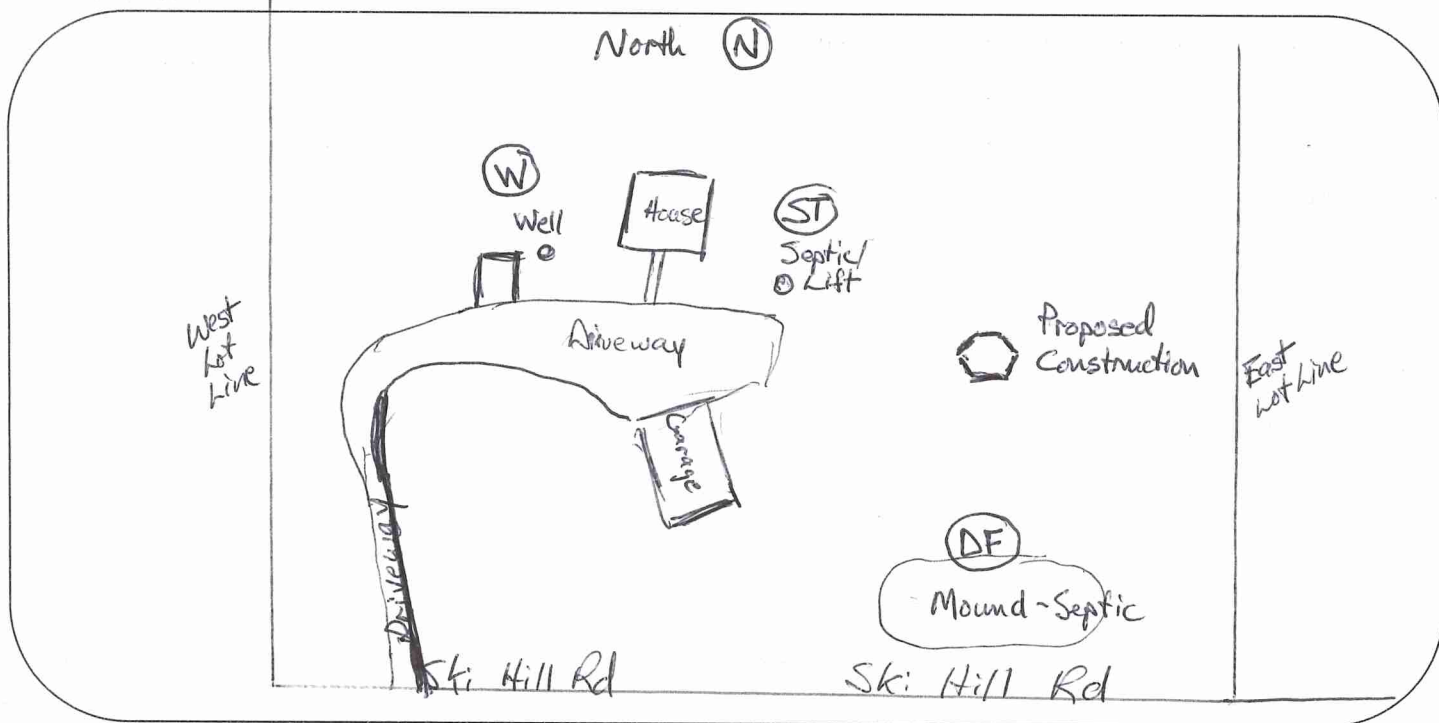 North N
W
Well
House
ST
Septic/
Lift
West
Lot
Line
Driveway
Proposed
Construction
East
Lot Line
Garage
Driveway
DF
Mound-Septic
Ski Hill Rd
Ski Hill Rd